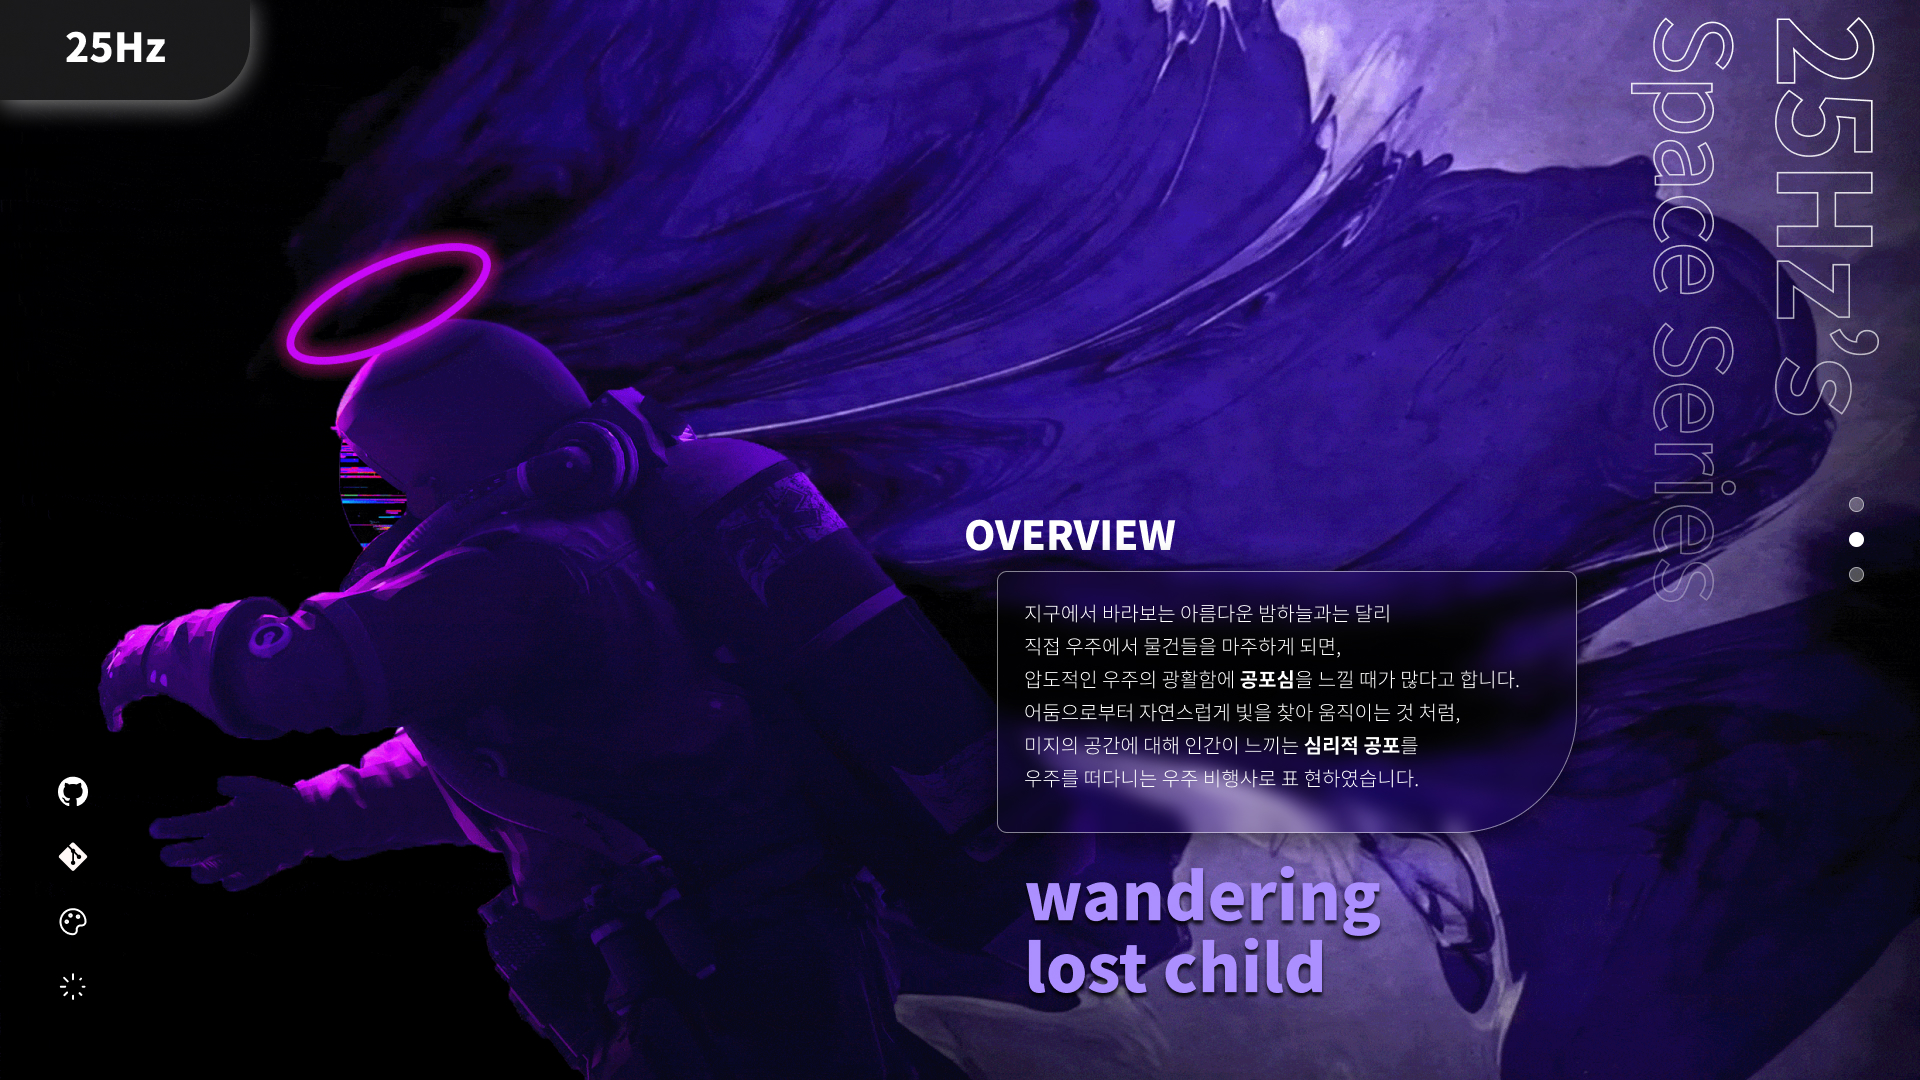 25Hz
25Hz's
Space Series
OVERVIEW
지구에서 바라보는 아름다운 밤하늘과는 달리
직접 우주에서 물건들을 마주하게 되면,
압도적인 우주의 광활함에 공포심을 느낄 때가 많다고 합니다.
어둠으로부터 자연스럽게 빛을 찾아 움직이는 것 처럼,
미지의 공간에 대해 인간이 느끼는 심리적 공포를
우주를 떠다니는 우주 비행사로 표 현하였습니다.
wandering
lost child